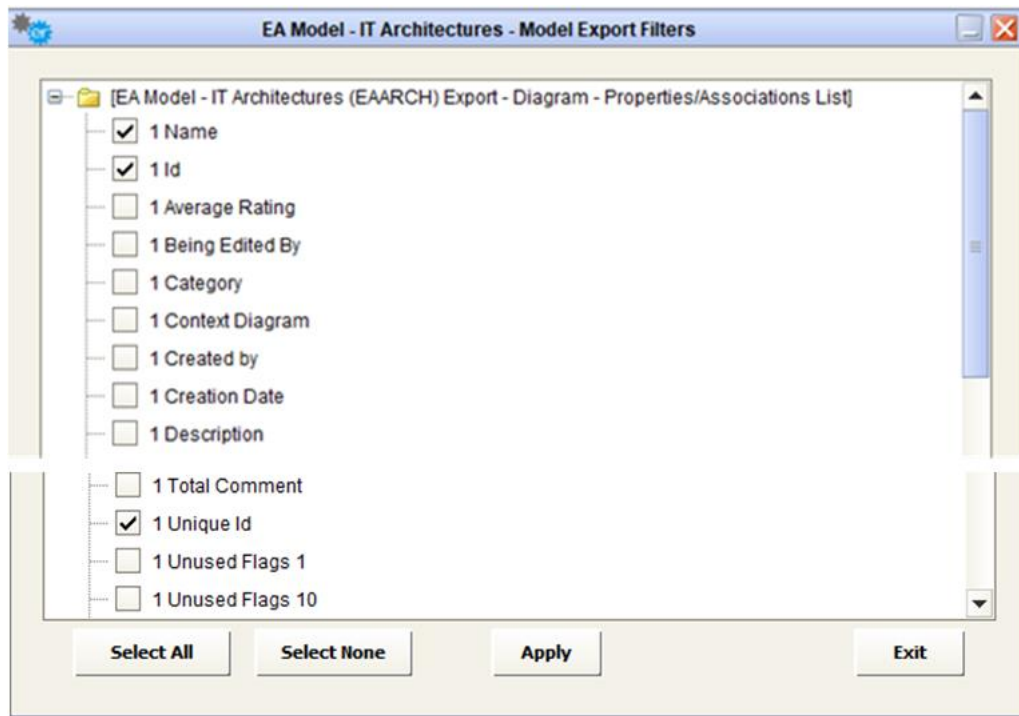 EA Model - IT Architectures - Model Export Filters
[EA Model - IT Architectures (EAARCH) Export - Diagram - Properties/Associations List]
1 Name
1 Id
1 Average Rating
1 Being Edited By
1 Category
1 Context Diagram
1 Created by
1 Creation Date
1 Description
1 Total Comment
1 Unique Id
1 Unused Flags 1
1 Unused Flags 10
Select All Select None Apply Exit